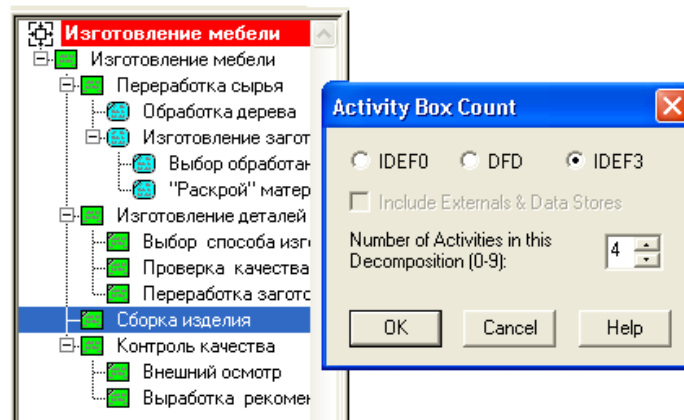 Изготовление мебели
Изготовление мебели
Переработка сырья
Обработка дерева
Изготовление загот
Выбор обработан
"Раскрой" матер
Изготовление деталей
Выбор способа изг
Проверка качества
Переработка загото
Сборка изделия
Контроль качества
Внешний осмотр
Выработка рекомен
Activity Box Count
IDEF0 DFD IDEF3
Include Externals & Data Stores
Number of Activities in this
Decomposition (0-9):
4
OK Cancel Help